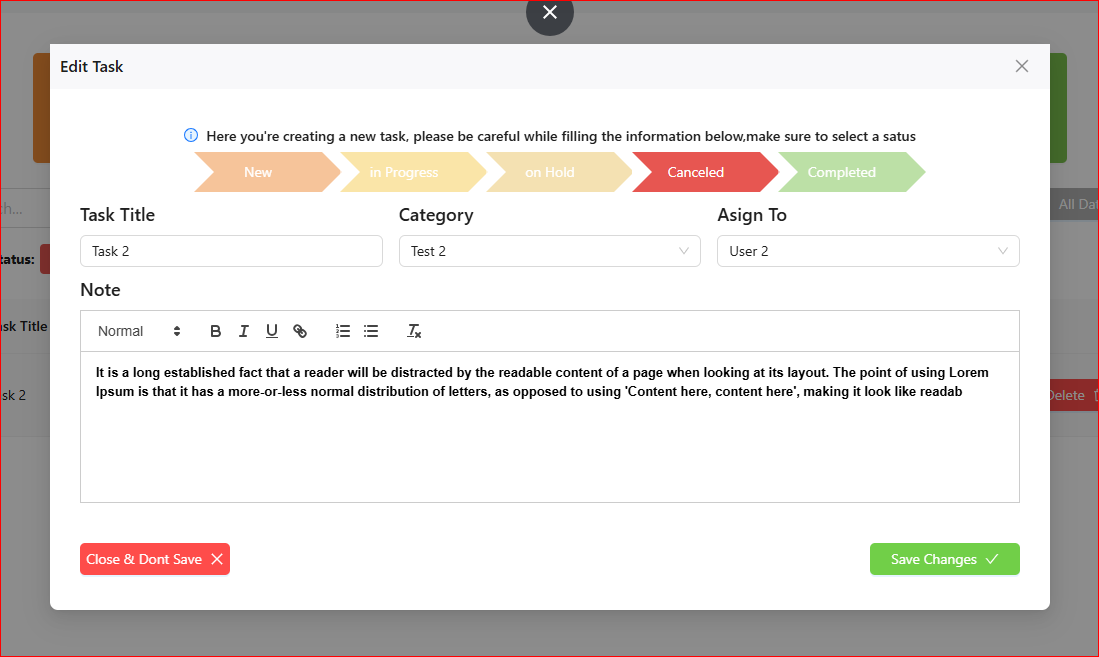 Edit Task
Here you're creating a new task, please be careful while filling the information below,make sure to select a satus
New in Progress on Hold Canceled Completed
ch...
All Dat
Task Title Category Asign To
Task 2 Test 2 User 2
tatus:
Note
ask Title
Normal B I U
It is a long established fact that a reader will be distracted by the readable content of a page when looking at its layout. The point of using Lorem
Ipsum is that it has a more-or-less normal distribution of letters, as opposed to using 'Content here, content here', making it look like readab
sk 2
Delete
Close & Dont Save
Save Changes